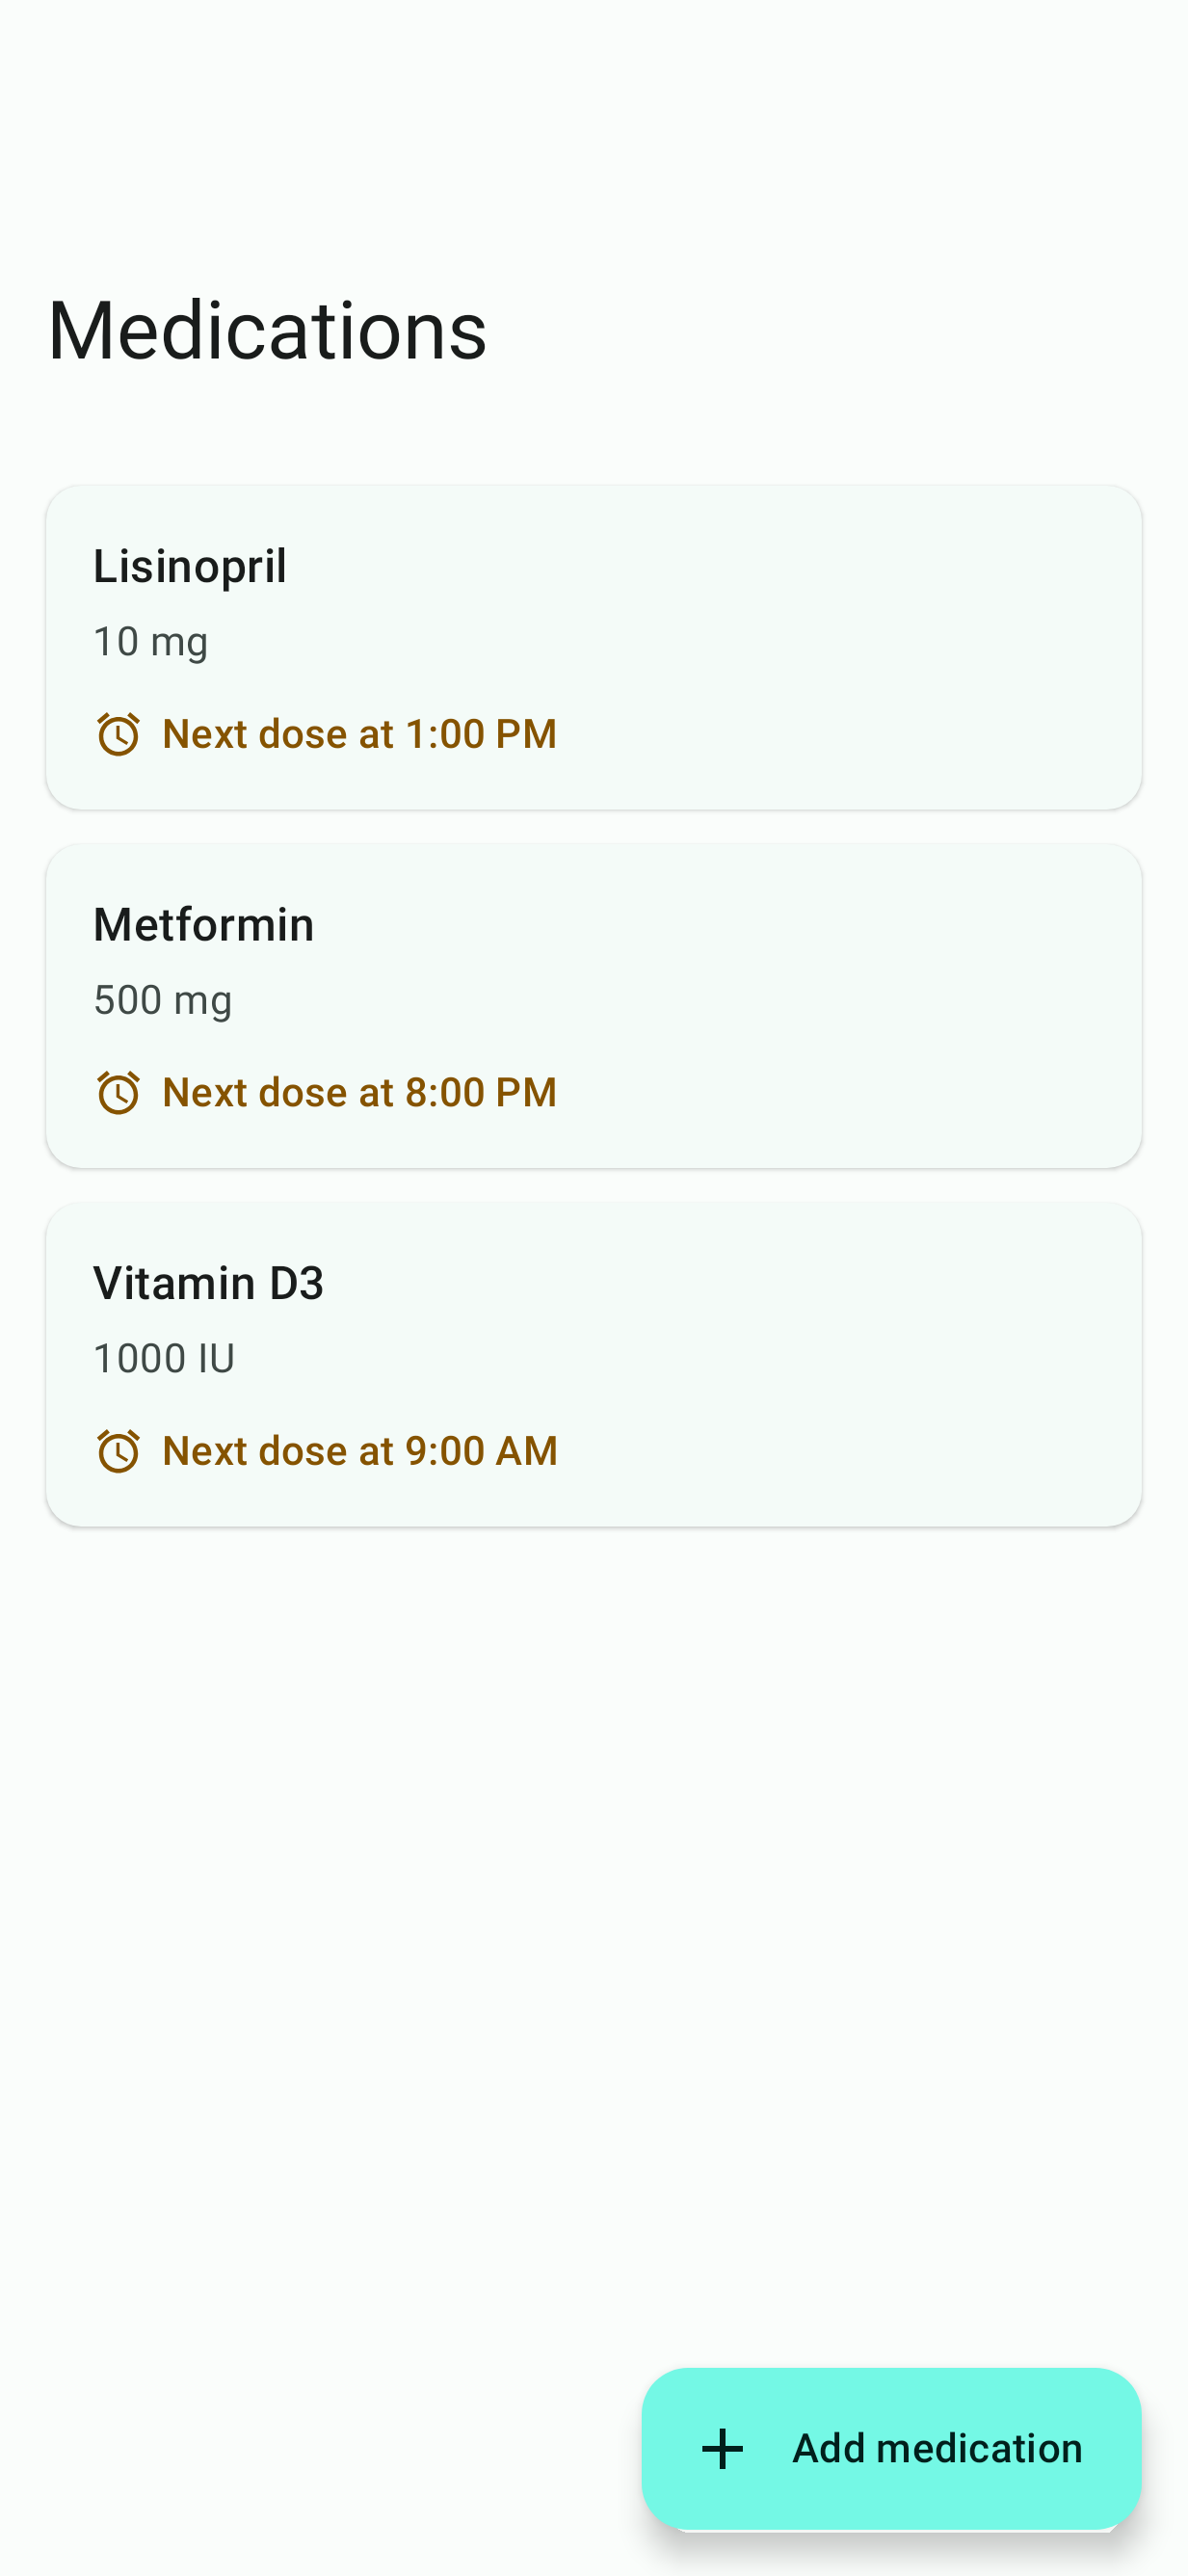 Medications
Lisinopril
10 mg
Next dose at 1:00 PM
Metformin
500 mg
Next dose at 8:00 PM
Vitamin D3
1000 IU
Next dose at 9:00 AM
Add medication